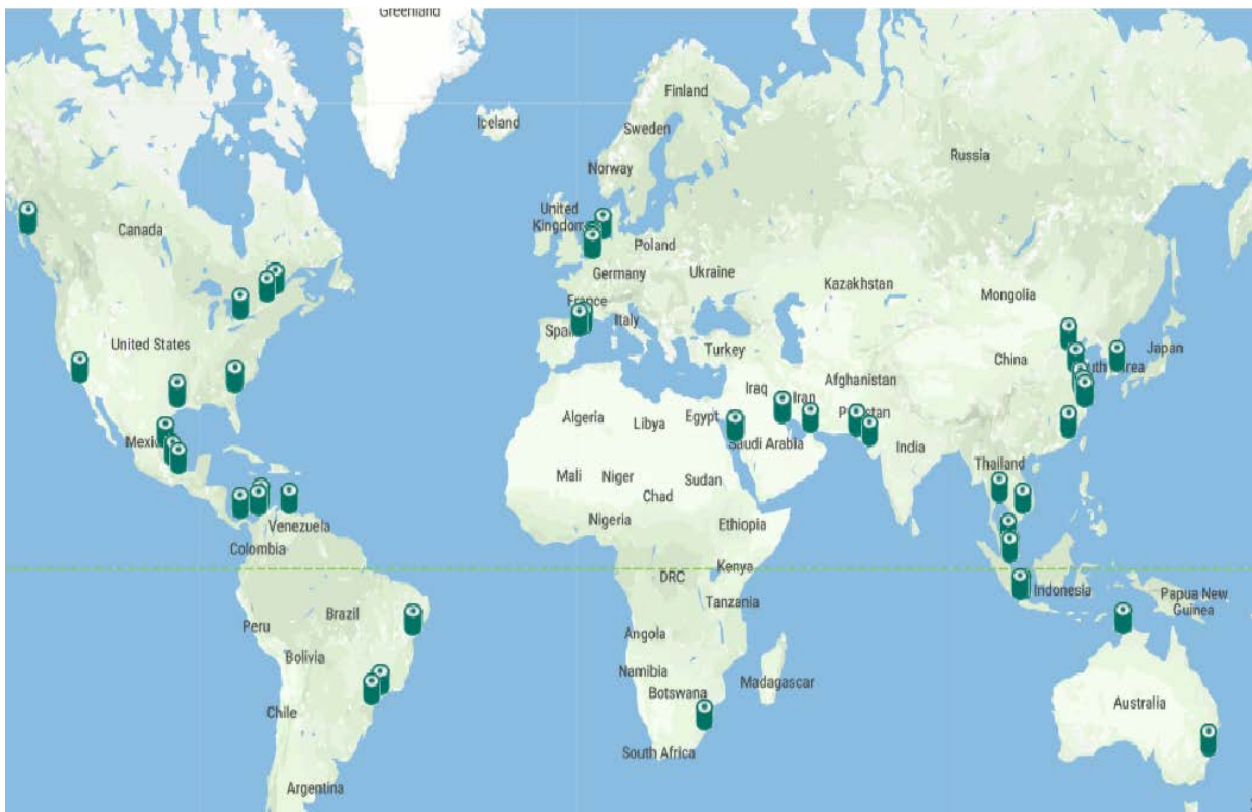 Greenland
Iceland
Finland
Sweden
Norway
Russia
United
Kingdom
Canada
Poland
Germany
Ukraine
Kazakhstan
Mongolia
France
Italy
Spain
United States
Turkey
China
Japan
Afghanistan
Iraq
Iran
Algeria
Libya
Egypt
Mexico
Saudi Arabia
India
Thailand
Mali
Niger
Chad
Sudan
Nigeria
Ethiopia
Venezuela
Colombia
Kenya
DRC
Indonesia
Papua New
Guinea
Tanzania
Brazil
Peru
Angola
Bolivia
Namibia
Botswana
Madagascar
Australia
Chile
South Africa
Argentina